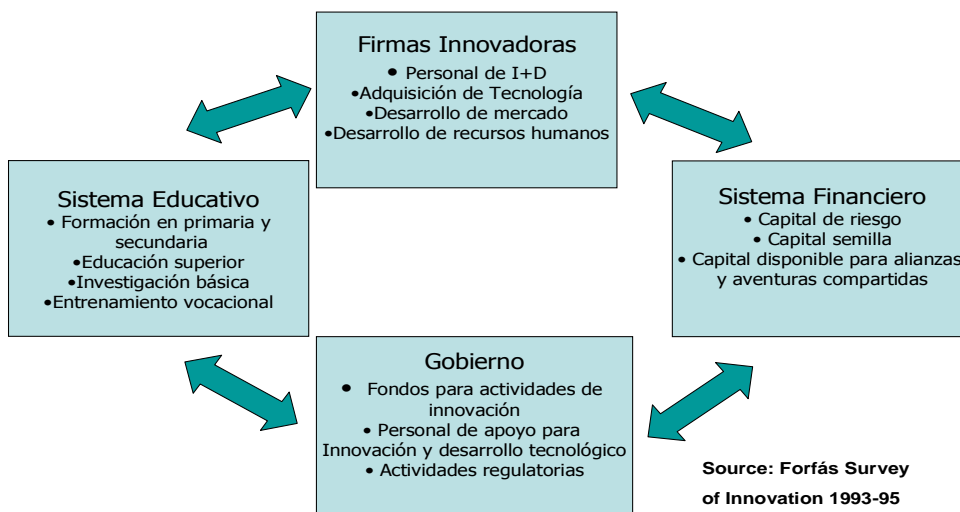 Firmas Innovadoras
• Personal de I+D
•Adquisición de Tecnología
•Desarrollo de mercado
•Desarrollo de recursos humanos
Sistema Educativo
• Formación en primaria y
secundaria
•Educación superior
•Investigación básica
•Entrenamiento vocacional
Sistema Financiero
• Capital de riesgo
• Capital semilla
• Capital disponible para alianzas
y aventuras compartidas
Gobierno
• Fondos para actividades de
innovación
• Personal de apoyo para
Innovación y desarrollo tecnológico
• Actividades regulatorias
Source: Forfás Survey
of Innovation 1993-95